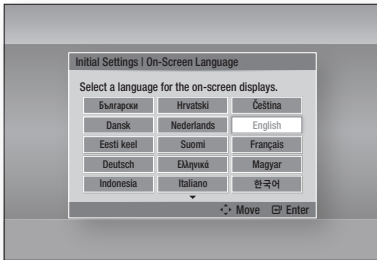 Initial Settings | On-Screen Language
Select a language for the on-screen displays.
Български Hrvatski Čeština
Dansk Nederlands English
Eesti keel Suomi Français
Deutsch Ελληνικά Magyar
Indonesia Italiano 한국어
Move Enter